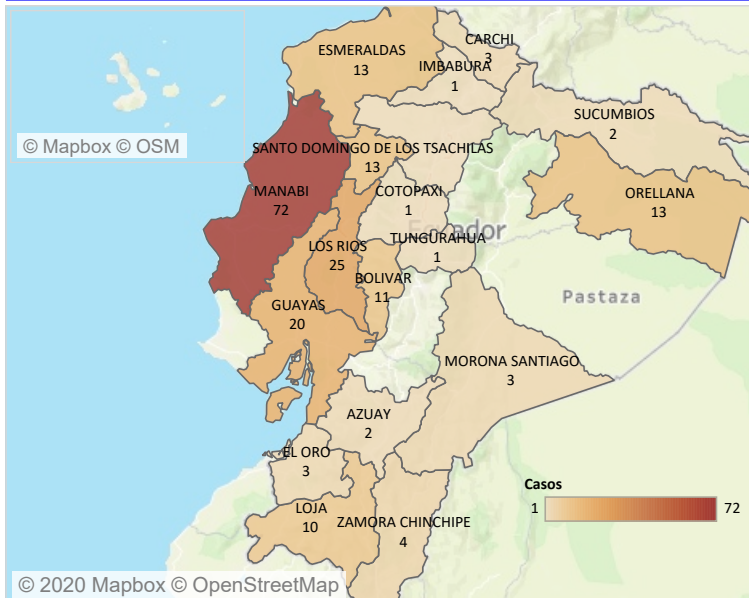 CARCHI
3
ESMERALDAS
13
IMBABURA
1
SUCUMBIOS
2
© Mapbox © OSM
SANTO DOMINGO DE LOS TSACHILAS
13
MANABI
72
COTOPAXI
1
ORELLANA
13
Ecuador
TUNGURAHUA
1
LOS RIOS
25
BOLIVAR
11
Pastaza
GUAYAS
20
MORONA SANTIAGO
3
AZUAY
2
EL ORO
3
Casos
1 72
LOJA
10
ZAMORA CHINCHIPE
4
© 2020 Mapbox © OpenStreetMap